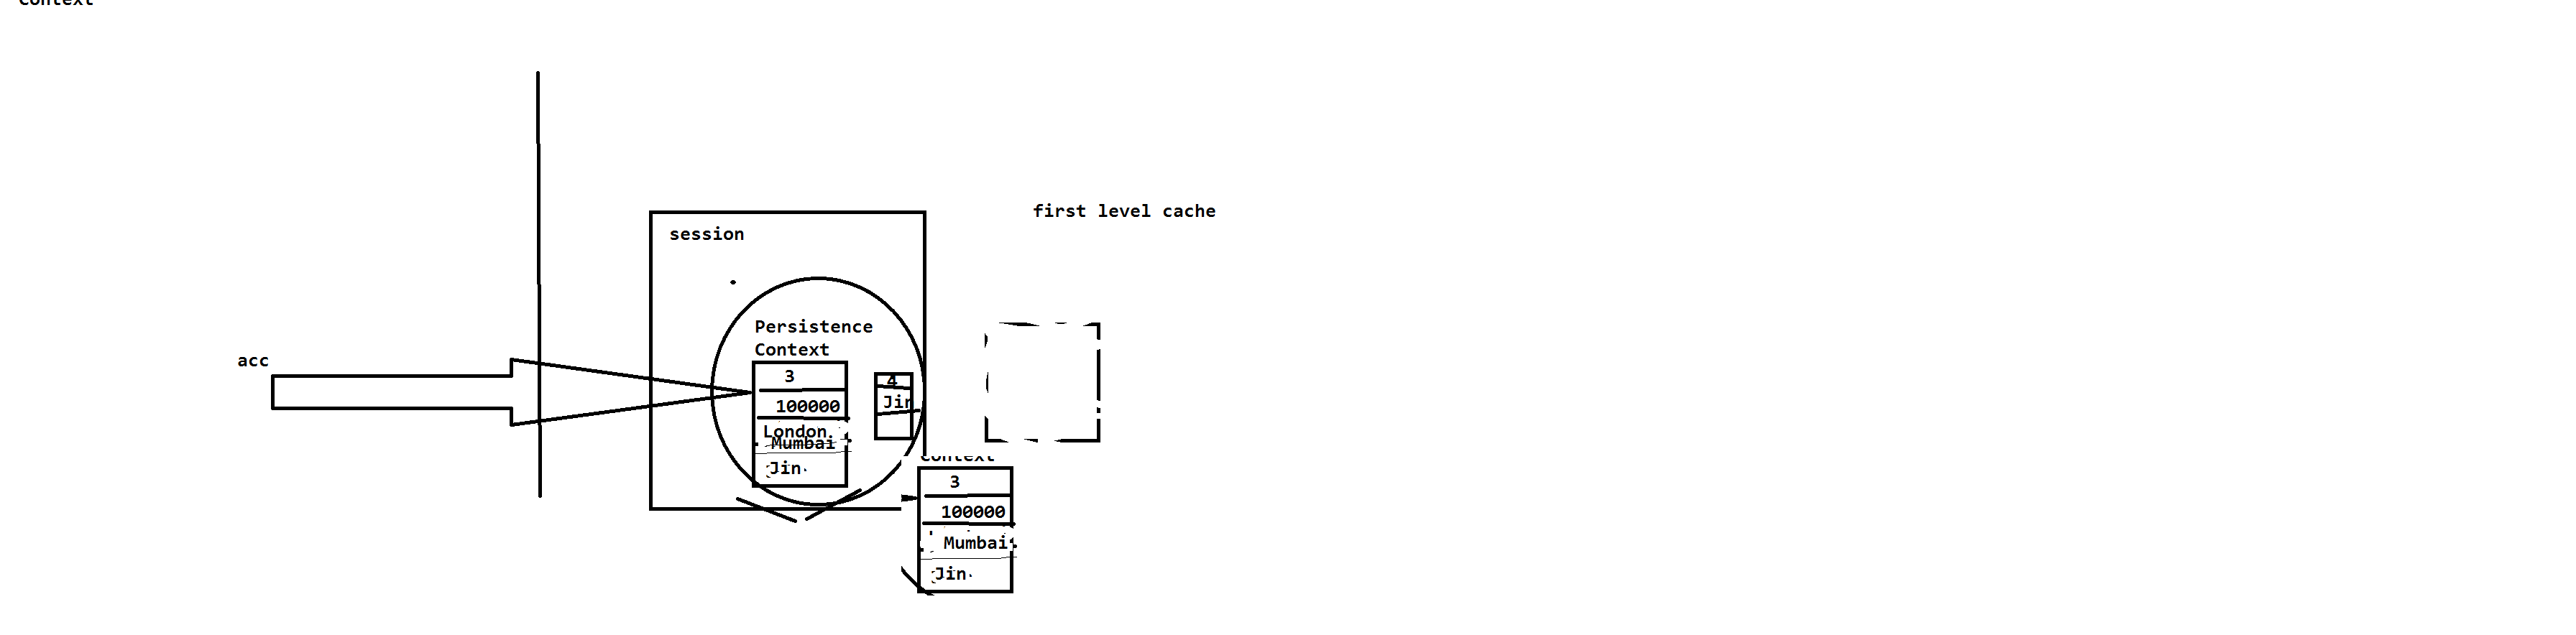 Context
first level cache
session
Persistence
Context
acc
3
100000
London
Mumbai
Jin
4
Jin
Context
3
100000
Mumbai
Jin